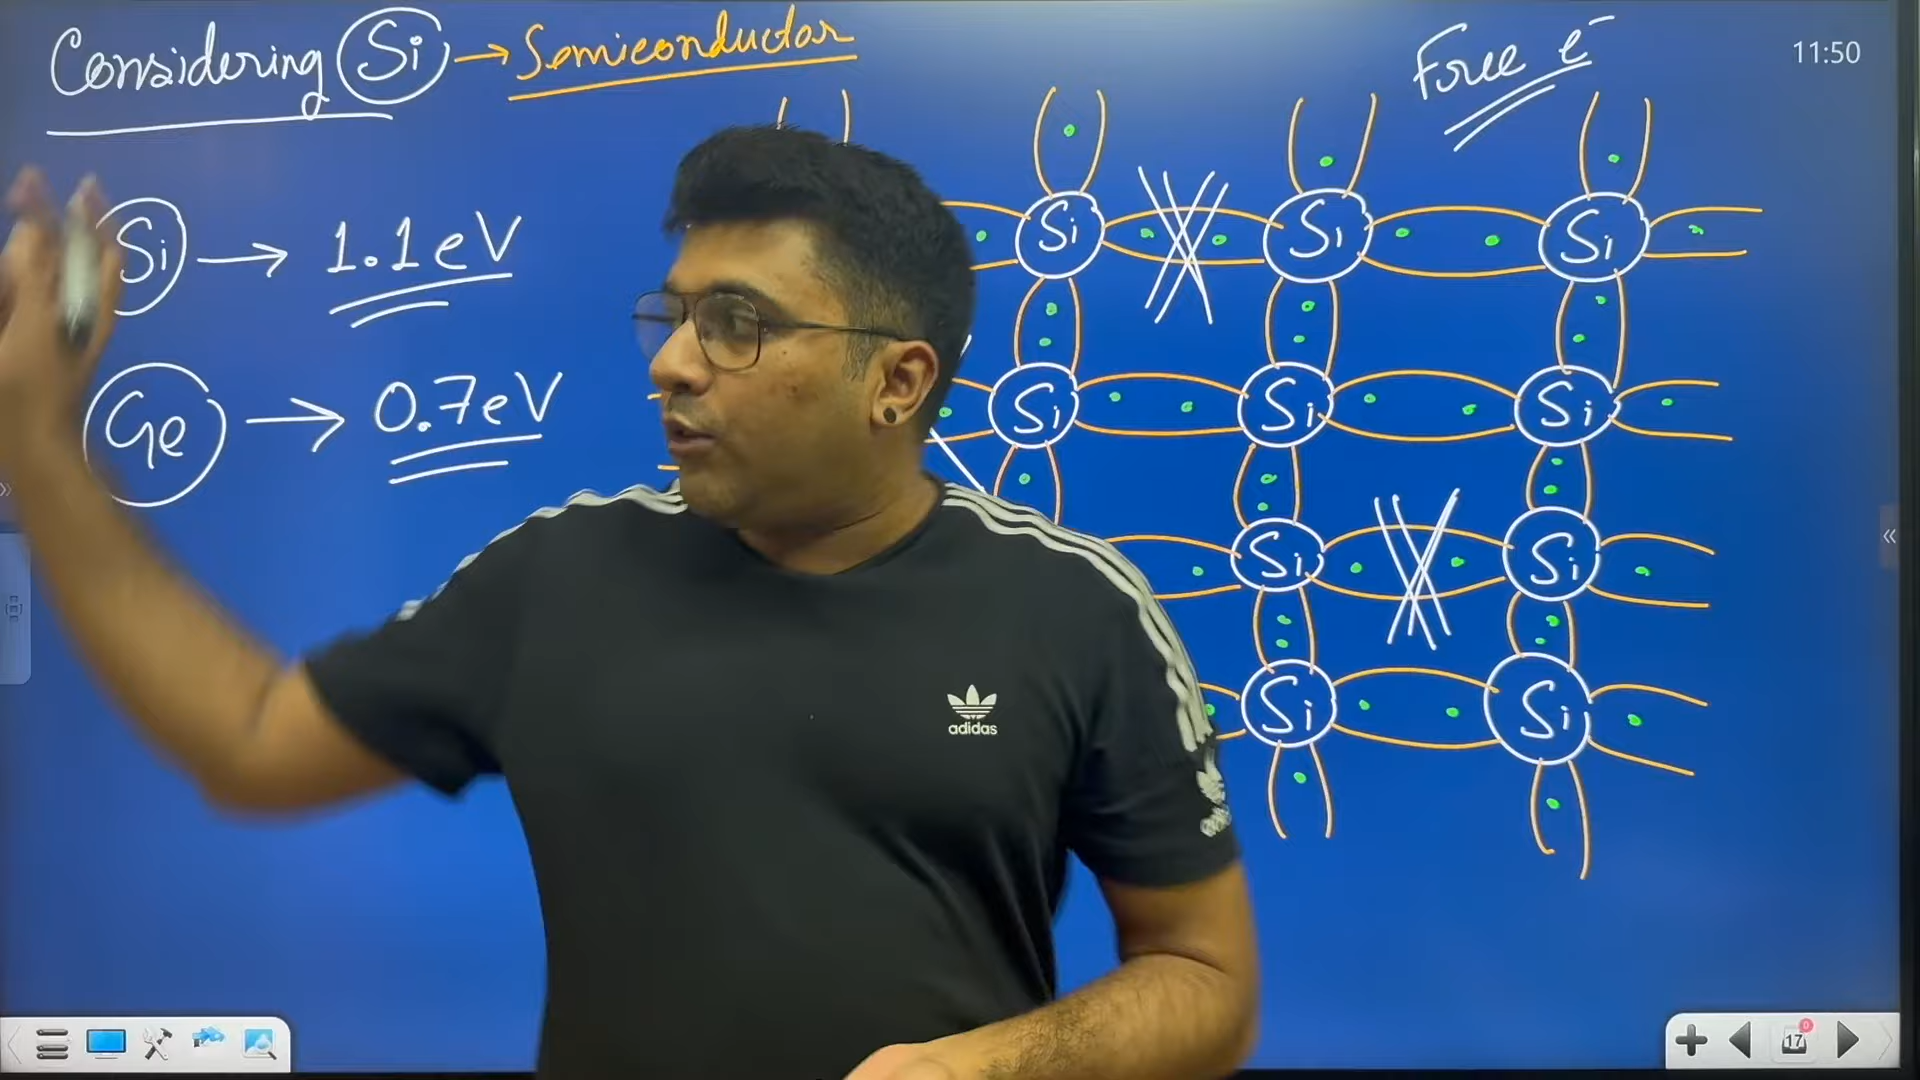 Considering Si → Semiconductor
Free e⁻
11:50
Si → 1.1 eV
Ge → 0.7 eV
Si Si Si
Si Si Si
Si Si
Si Si
adidas
17